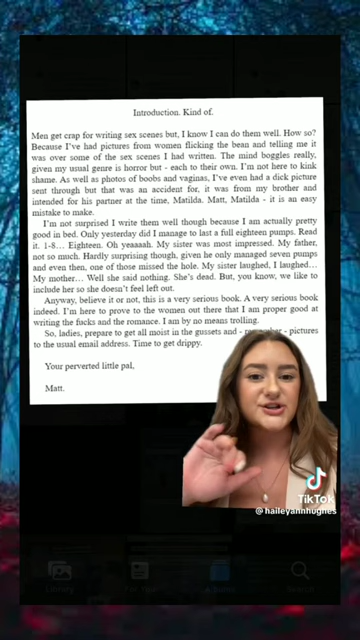 Introduction. Kind of.
Men get crap for writing sex scenes but, I know I can do them well. How so?
Because I've had pictures from women flicking the bean and telling me it
was over some of the sex scenes I had written. The mind boggles really,
given my usual genre is horror but - each to their own. I'm not here to kink
shame. As well as photos of boobs and vaginas, I've even had a dick picture
sent through but that was an accident for, it was from my brother and
intended for his partner at the time, Matilda. Matt, Matilda - it is an easy
mistake to make.
I'm not surprised I write them well though because I am actually pretty
good in bed. Only yesterday did I manage to last a full eighteen pumps. Read
it. 1-8… Eighteen. Oh yeaaaah. My sister was most impressed. My father,
not so much. Hardly surprising though, given he only managed seven pumps
and even then, one of those missed the hole. My sister laughed, I laughed…
My mother… Well she said nothing. She's dead. But, you know, we like to
include her so she doesn't feel left out.
Anyway, believe it or not, this is a very serious book. A very serious book
indeed. I'm here to prove to the women out there that I am proper good at
writing the fucks and the romance. I am by no means trolling.
So, ladies, prepare to get all moist in the gussets and - remember - pictures
to the usual email address. Time to get drippy.
Your perverted little pal,
Matt.
TikTok
@haileyannhughes
Library
Search